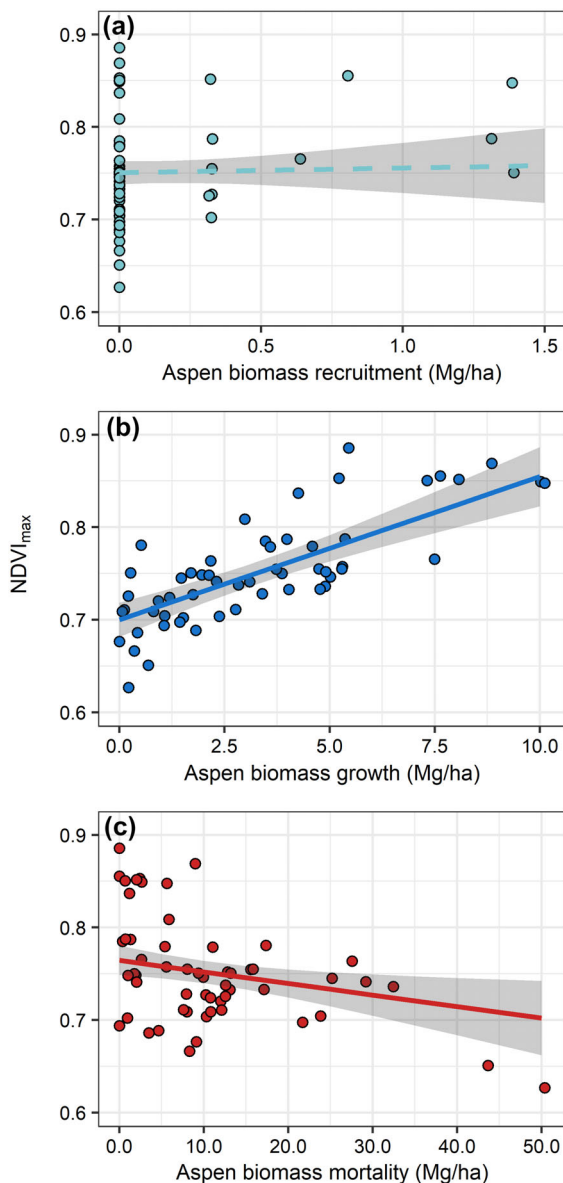 (a)
0.9
0.8
0.7
0.6
0.0 0.5 1.0 1.5
Aspen biomass recruitment (Mg/ha)
(b)
0.9
0.8
0.7
0.6
NDVImax
0.0 2.5 5.0 7.5 10.0
Aspen biomass growth (Mg/ha)
(c)
0.9
0.8
0.7
0.6
0.0 10.0 20.0 30.0 40.0 50.0
Aspen biomass mortality (Mg/ha)